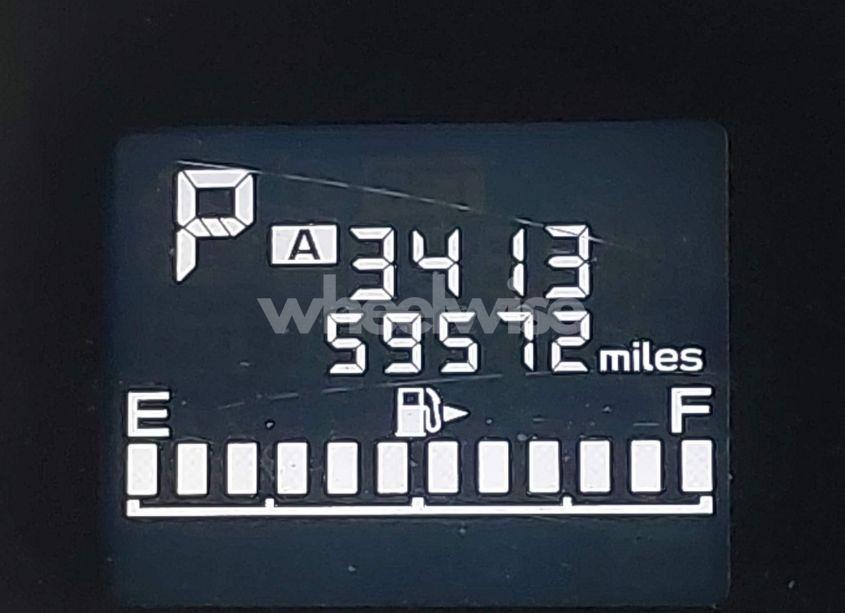 P
A 3413
wheelwise
59572 miles
E F